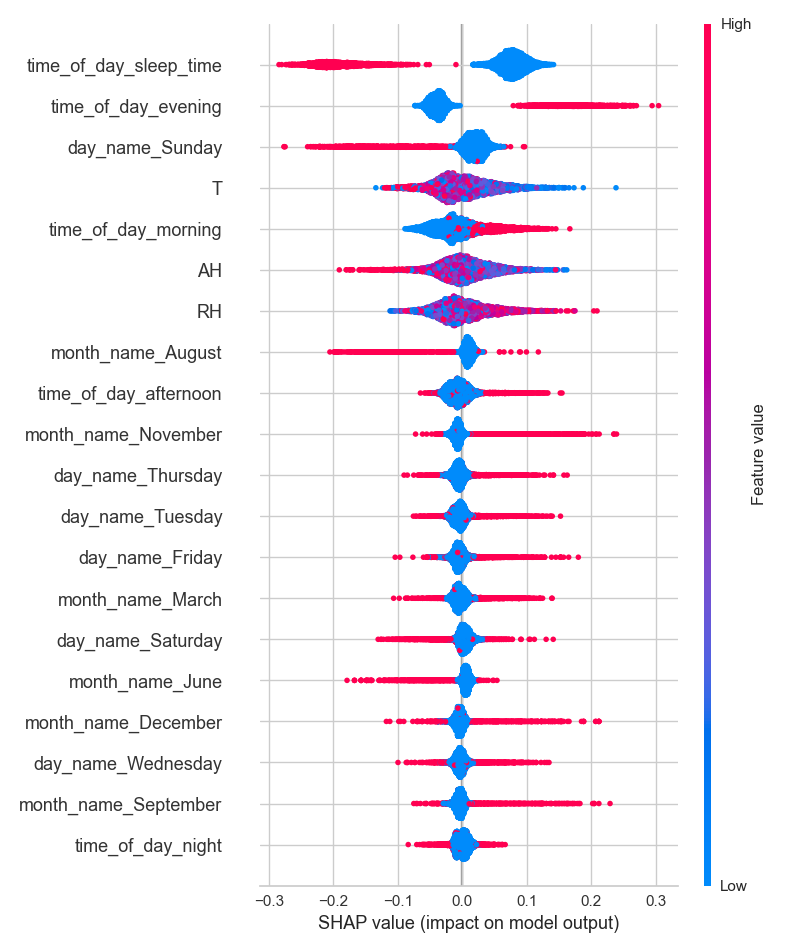 High
time_of_day_sleep_time
time_of_day_evening
day_name_Sunday
T
time_of_day_morning
AH
RH
month_name_August
time_of_day_afternoon
month_name_November
day_name_Thursday
day_name_Tuesday
day_name_Friday
month_name_March
day_name_Saturday
month_name_June
month_name_December
day_name_Wednesday
month_name_September
time_of_day_night
Feature value
Low
−0.3 −0.2 −0.1 0.0 0.1 0.2 0.3
SHAP value (impact on model output)